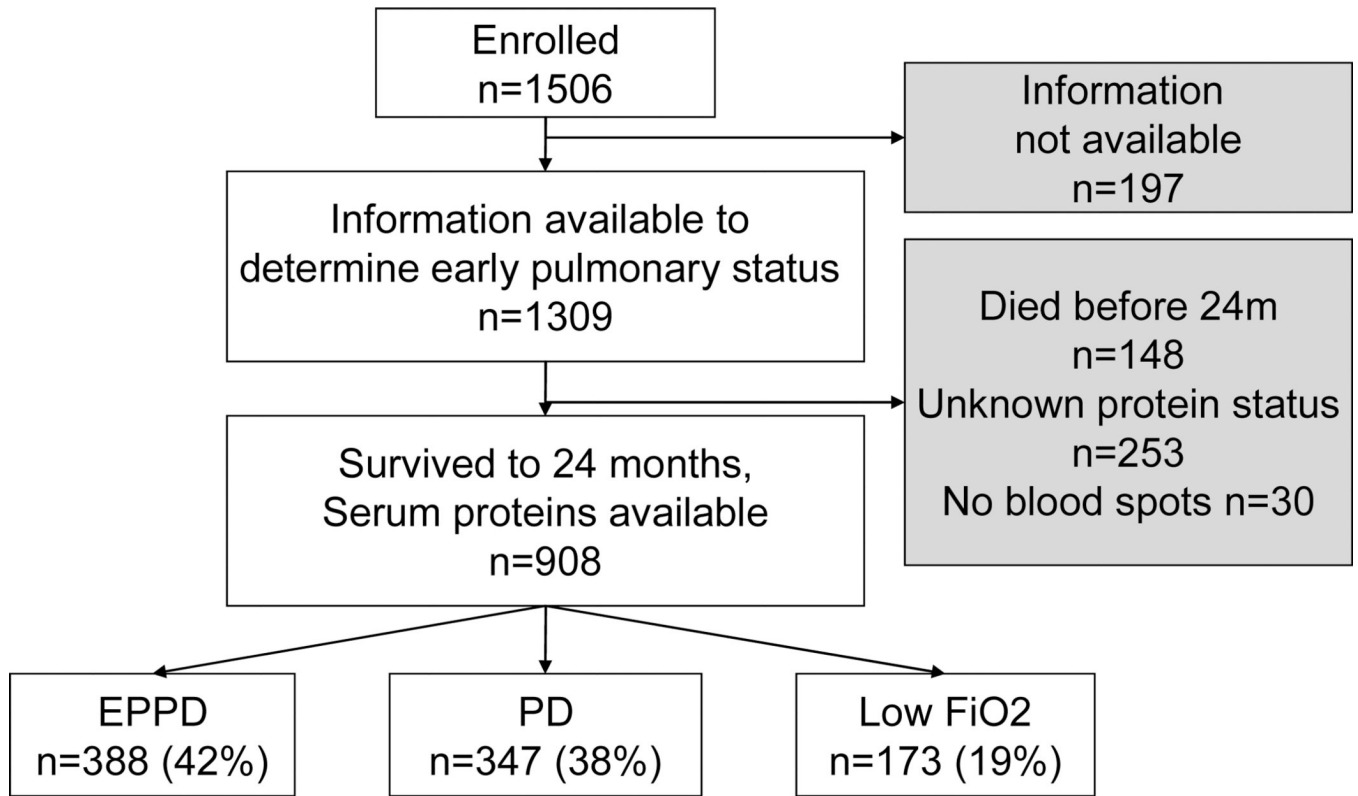 Enrolled
n=1506
Information
not available
n=197
Information available to
determine early pulmonary status
n=1309
Died before 24m
n=148
Unknown protein status
n=253
No blood spots n=30
Survived to 24 months,
Serum proteins available
n=908
EPPD
n=388 (42%)
PD
n=347 (38%)
Low FiO2
n=173 (19%)